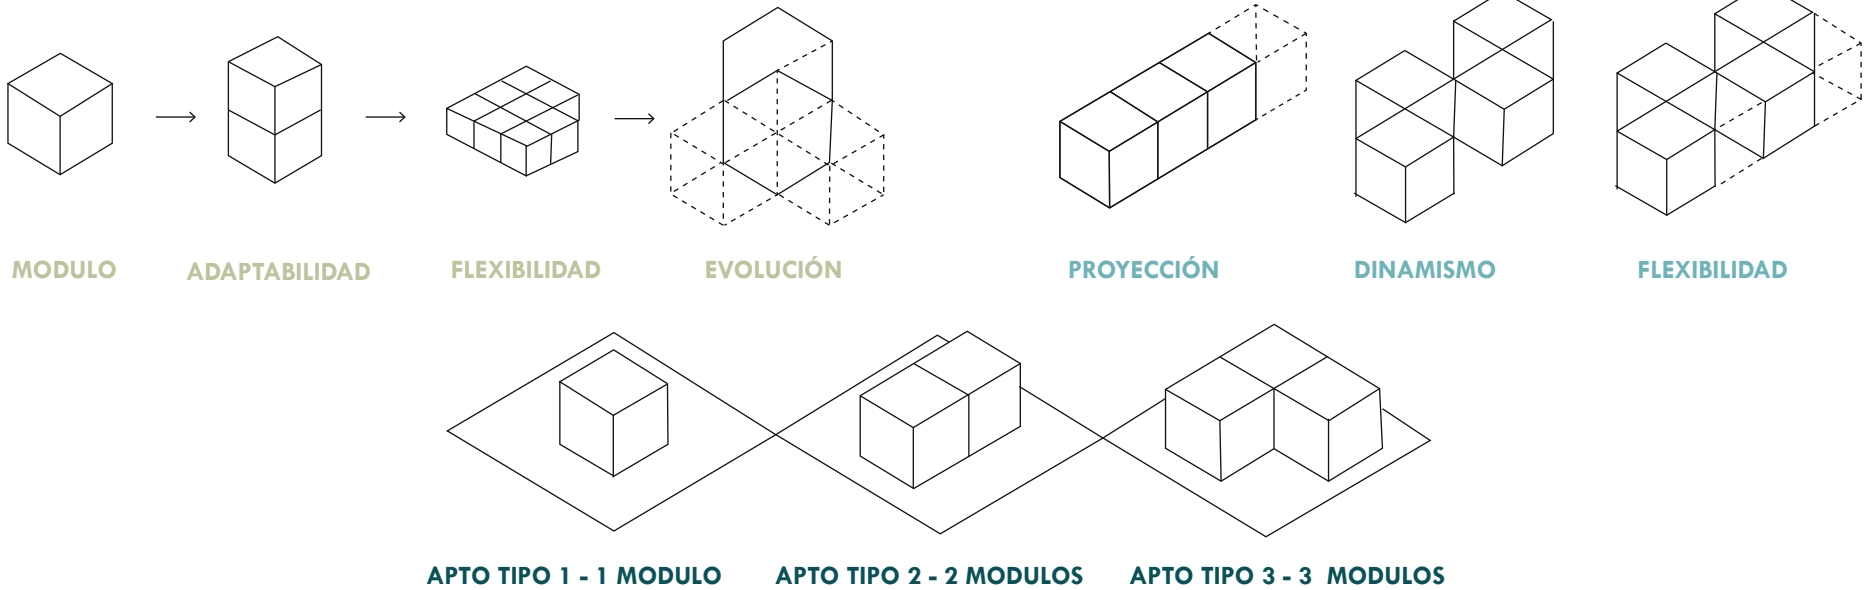 MODULO
ADAPTABILIDAD
FLEXIBILIDAD
EVOLUCIÓN
PROYECCIÓN
DINAMISMO
FLEXIBILIDAD
APTO TIPO 1 - 1 MODULO
APTO TIPO 2 - 2 MODULOS
APTO TIPO 3 - 3 MODULOS